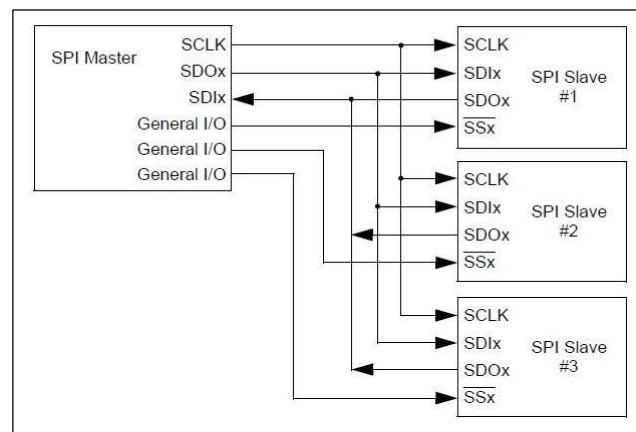 SPI Master
SCLK
SDOx
SDIx
General I/O
General I/O
General I/O
SCLK
SDIx
SDOx
SSx
SPI Slave
#1
SCLK
SDIx
SDOx
SSx
SPI Slave
#2
SCLK
SDIx
SDOx
SSx
SPI Slave
#3